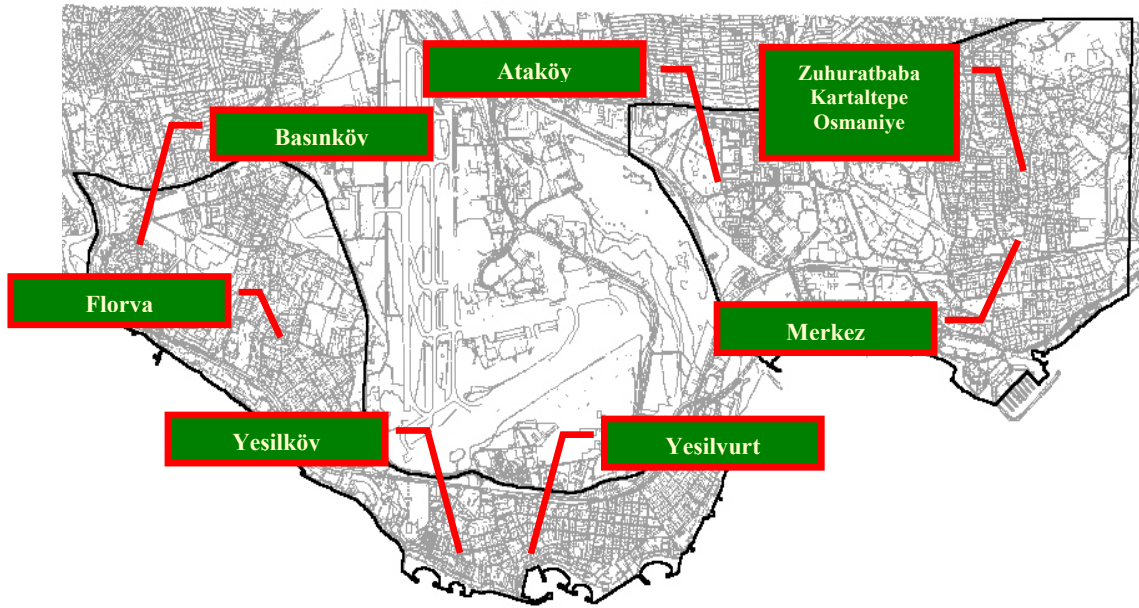 Ataköy
Zuhuratbaba
Kartaltepe
Osmaniye
Basınköv
Florva
Merkez
Yesilköv
Yesilvurt